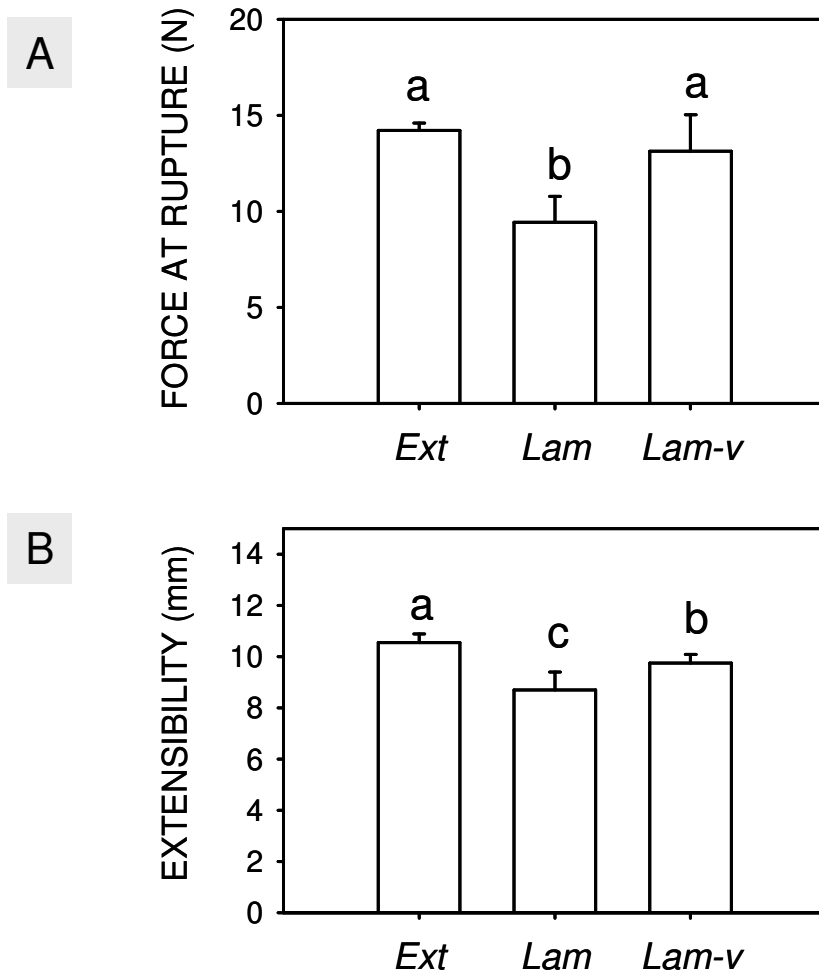 A
FORCE AT RUPTURE (N)
20
15
10
5
0
a
b
a
Ext
Lam
Lam-v
B
EXTENSIBILITY (mm)
14
12
10
8
6
4
2
0
a
c
b
Ext
Lam
Lam-v